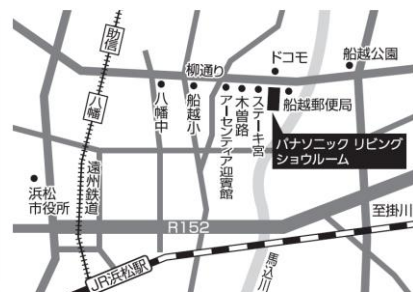 助信
柳通り
ドコモ
船越公園
八幡
八幡中
船越小
アーセンティア迎賓館
木曽路
ステーキ宮
船越郵便局
パナソニック リビング
ショウルーム
遠州鉄道
浜松
市役所
R152
至掛川
馬込川
JR浜松駅